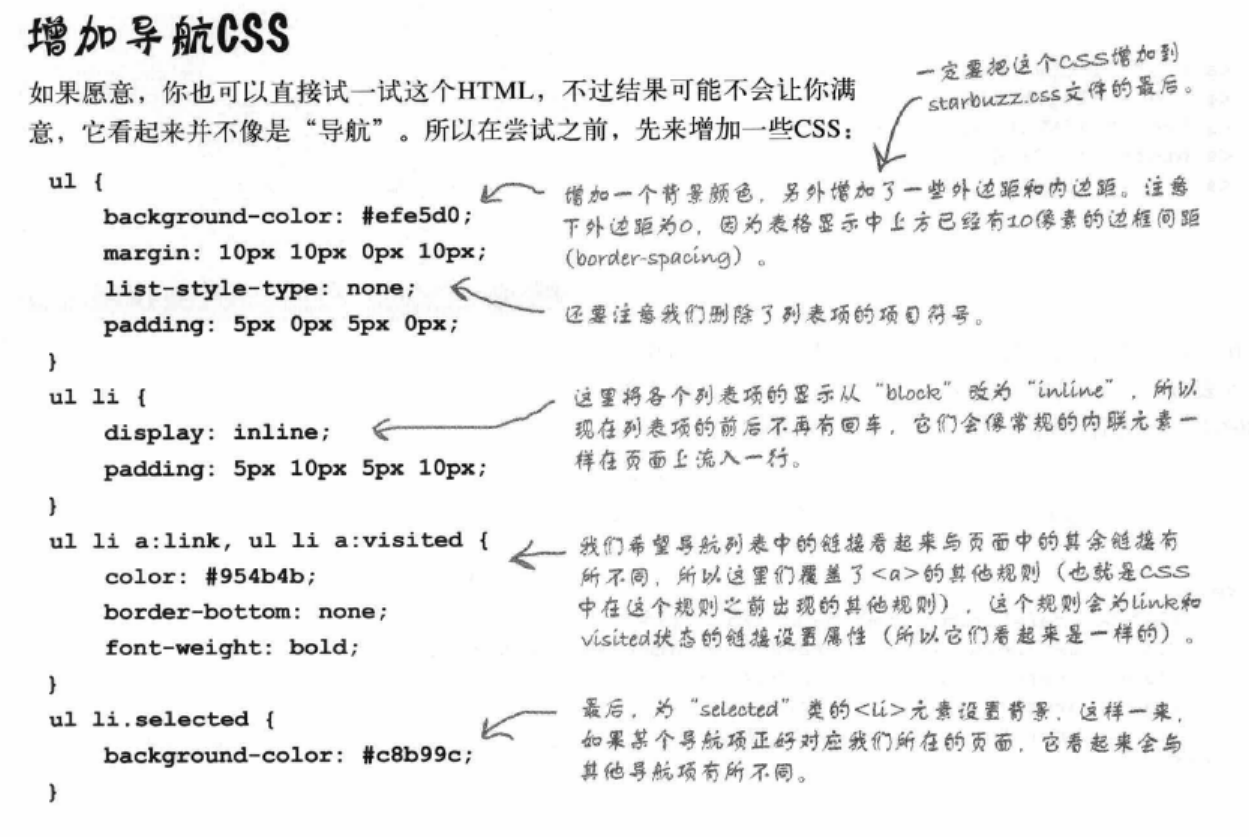 增加导航CSS
一定要把这个CSS增加到
starbuzz.css文件的最后。
如果愿意，你也可以直接试一试这个HTML，不过结果可能不会让你满
意，它看起来并不像是“导航”。所以在尝试之前，先来增加一些CSS：
ul {
background-color: #efe5d0;
margin: 10px 10px 0px 10px;
list-style-type: none;
padding: 5px 0px 5px 0px;
}
增加一个背景颜色，另外增加了一些外边距和内边距。注意
下外边距为0，因为表格显示中上方已经有10像素的边框间距
(border-spacing)。
还要注意我们删除了列表项的项目符号。
ul li {
display: inline;
padding: 5px 10px 5px 10px;
}
这里将各个列表项的显示从“block”改为“inline”，所以
现在列表项的前后不再有回车，它们会像常规的内联元素一
样在页面上流入一行。
ul li a:link, ul li a:visited {
color: #954b4b;
border-bottom: none;
font-weight: bold;
}
我们希望导航列表中的链接看起来与页面中的其余链接有
所不同，所以这里们覆盖了<a>的其他规则（也就是CSS
中在这个规则之前出现的其他规则），这个规则会为link和
visited状态的链接设置属性（所以它们看起来是一样的）。
ul li.selected {
background-color: #c8b99c;
}
最后，为“selected”类的<li>元素设置背景，这样一来，
如果某个导航项正好对应我们所在的页面，它看起来会与
其他导航项有所不同。